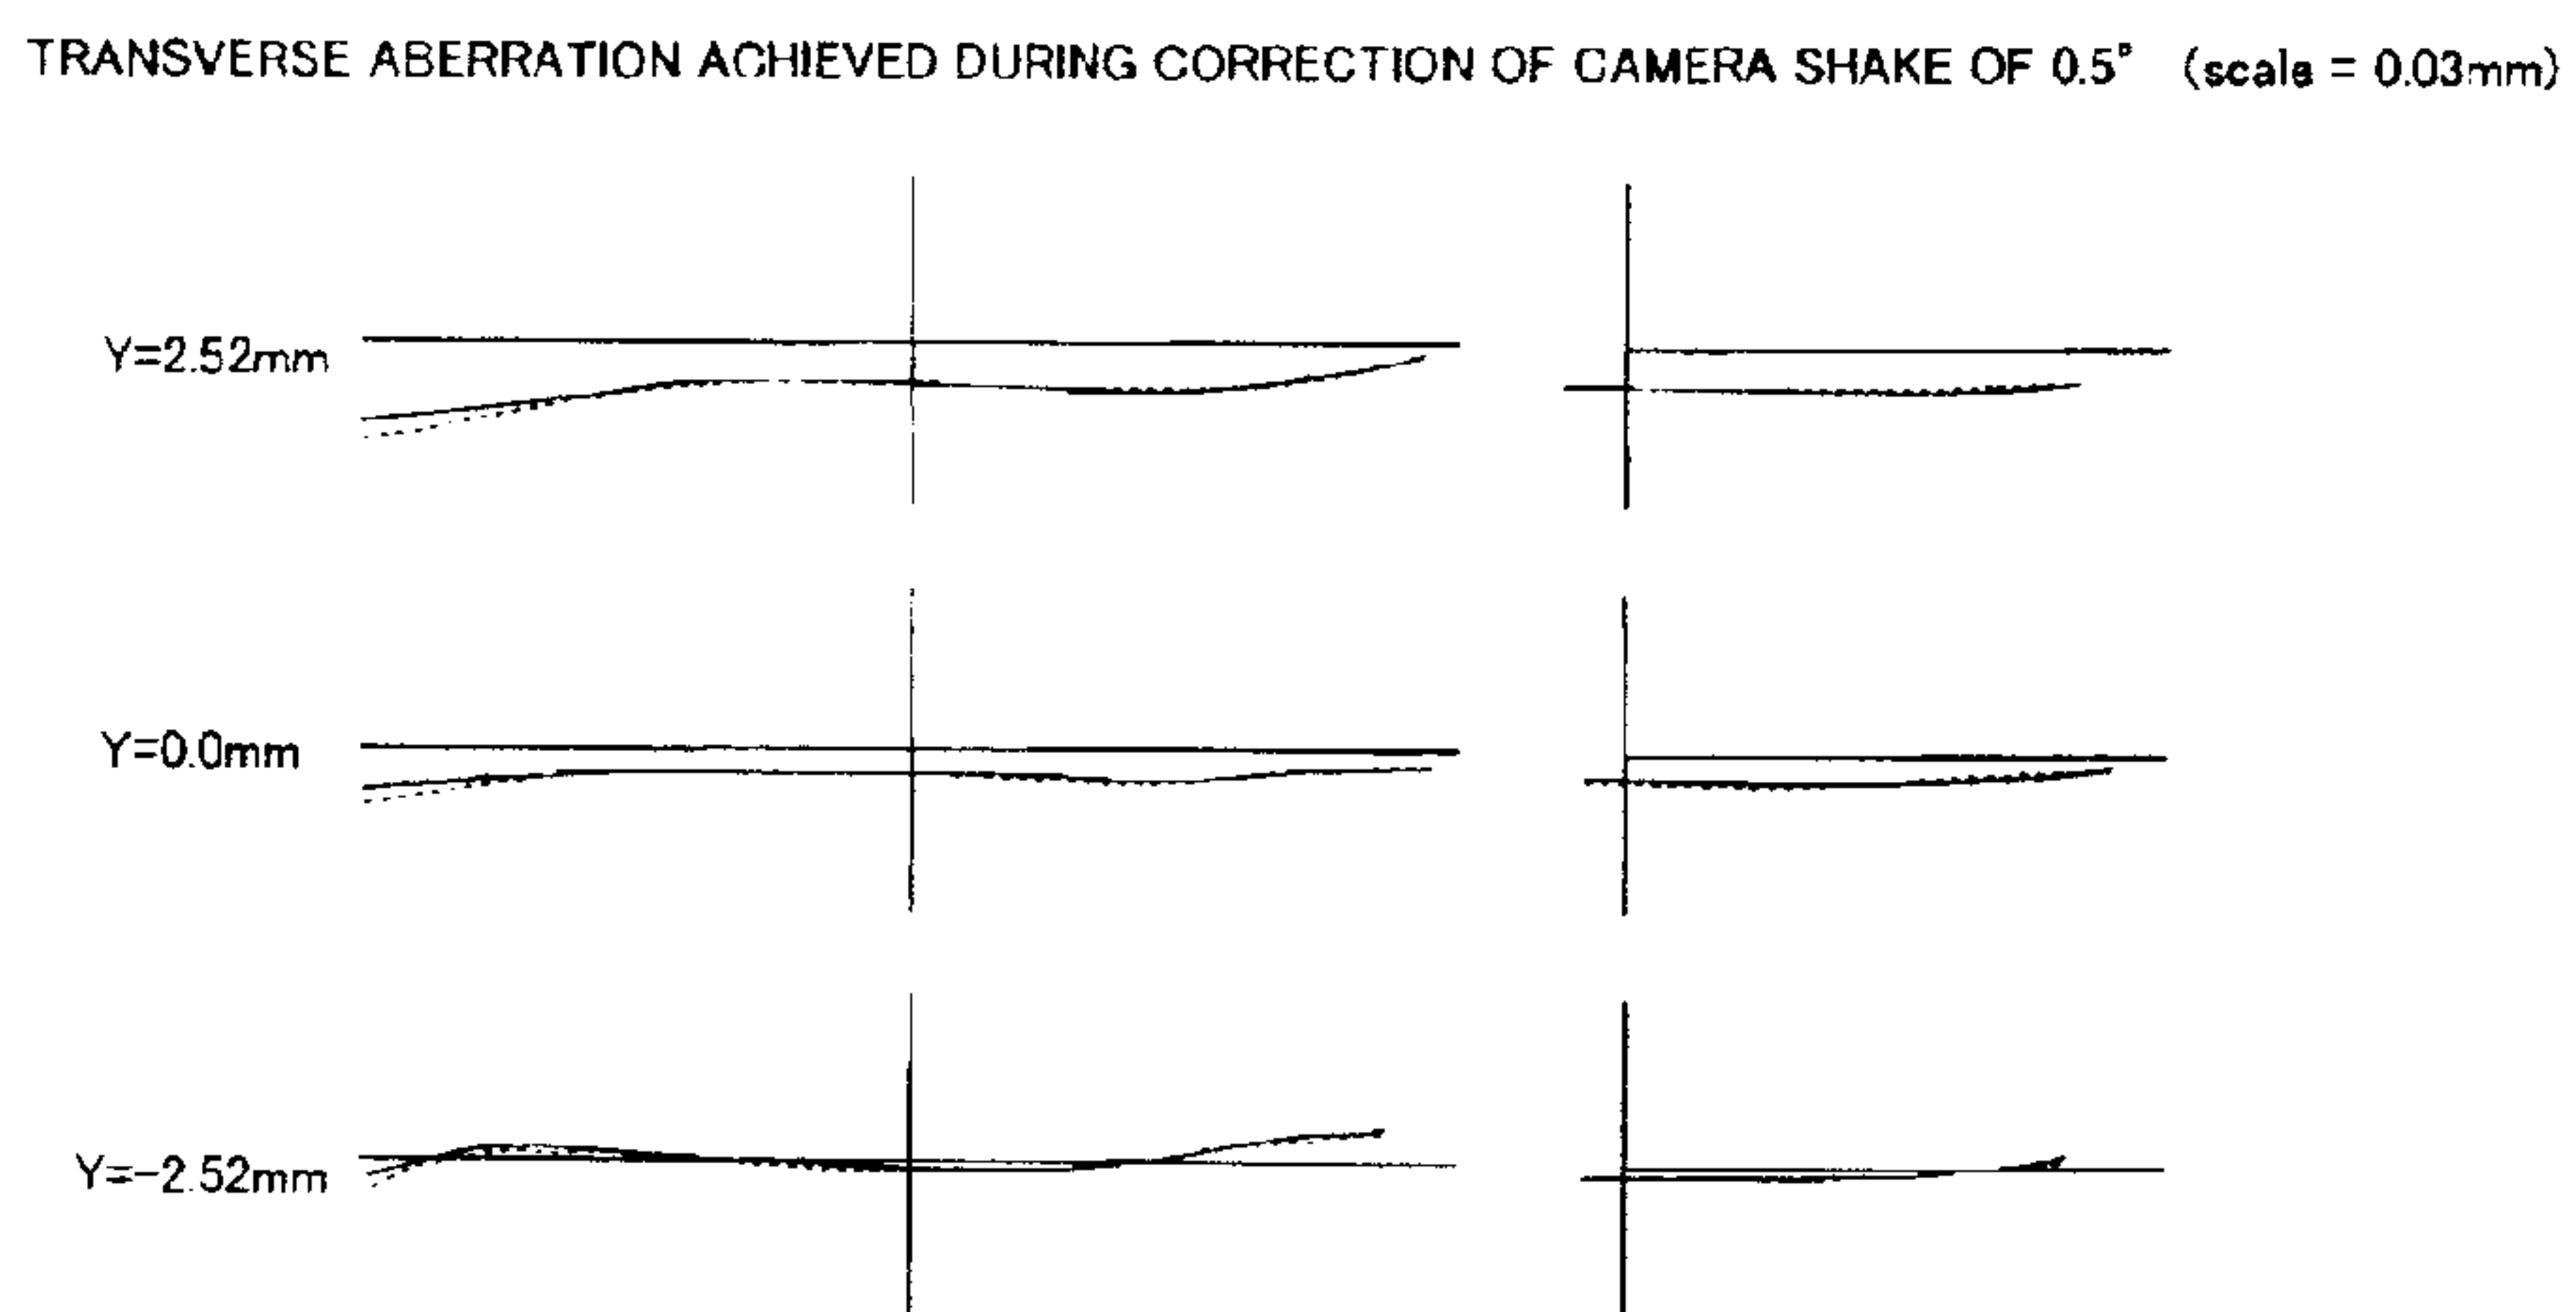 TRANSVERSE ABERRATION ACHIEVED DURING CORRECTION OF CAMERA SHAKE OF 0.5° (scale = 0.03mm)
Y=2.52mm
Y=0.0mm
Y=-2.52mm